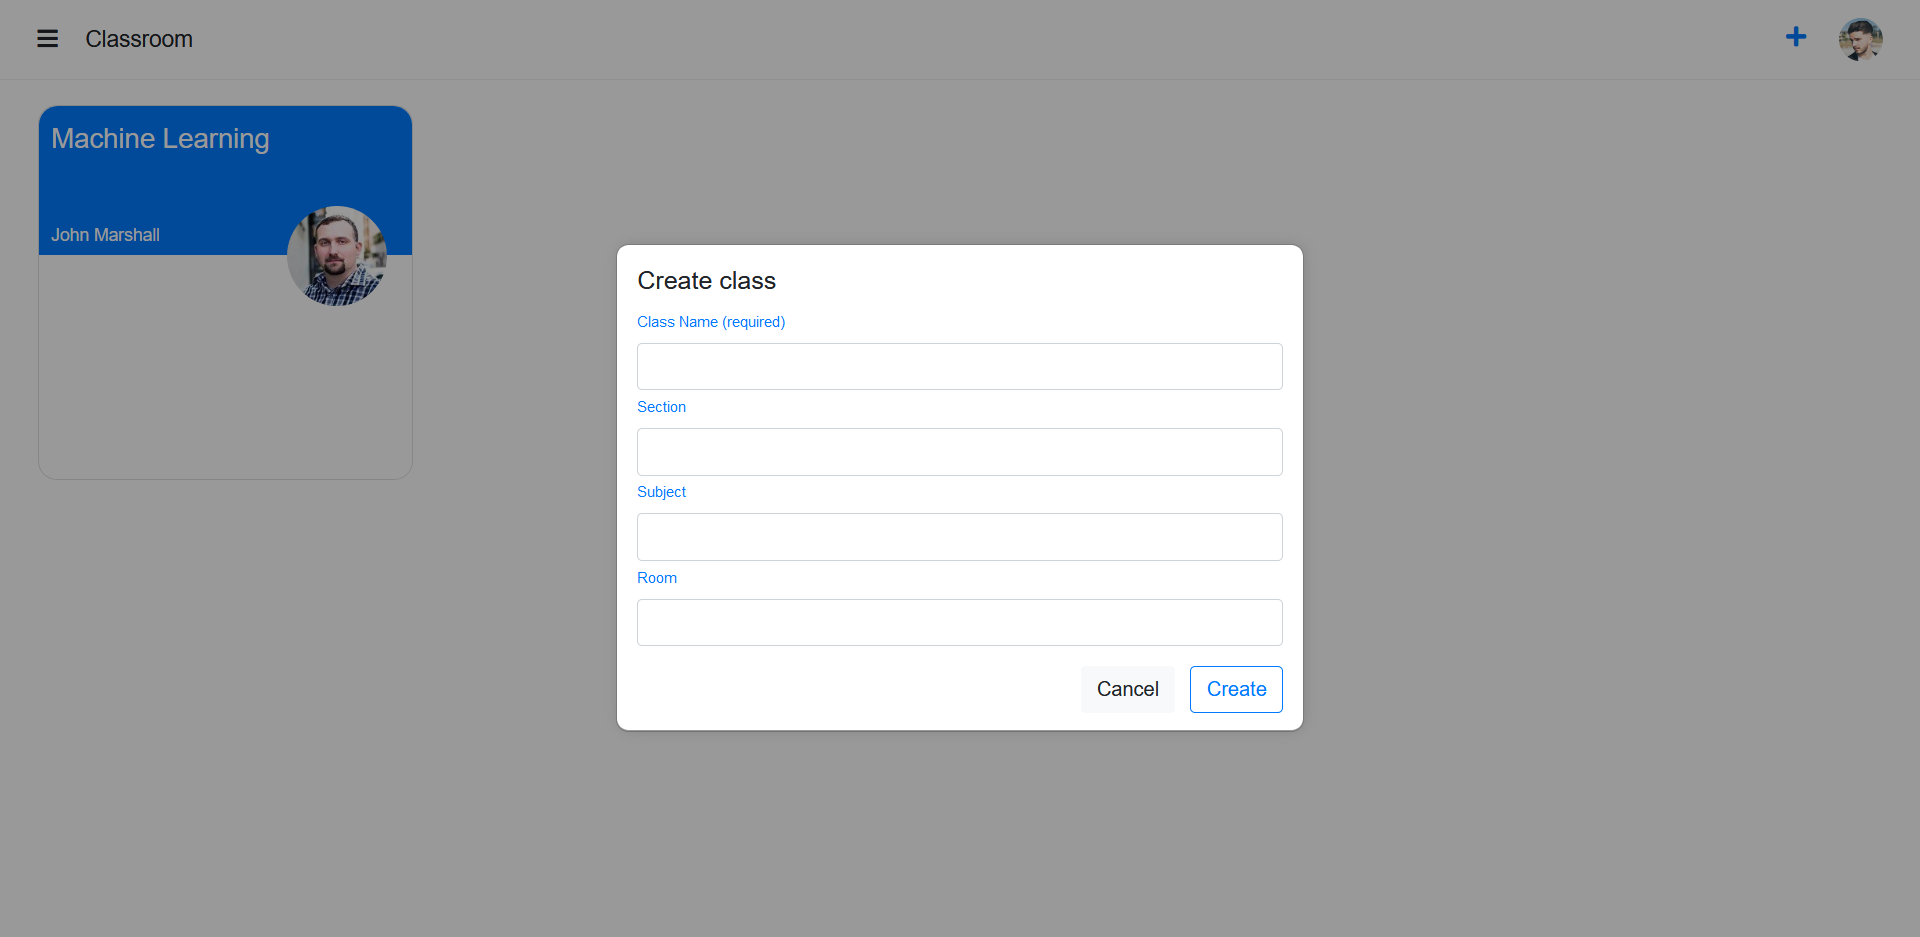 Classroom
Machine Learning
John Marshall
Create class
Class Name (required)
Section
Subject
Room
Cancel
Create